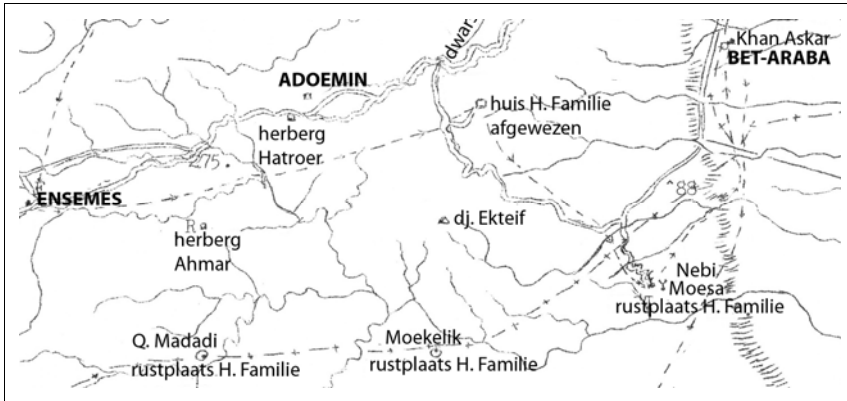 dwars
Khan Askar
BET-ARABA
ADOEMIN
huis H. Familie
afgewezen
herberg
Hatroer
275
88
ENSEMES
R
herberg
Ahmar
dj. Ekteif
Nebi
Moesa
rustplaats H. Familie
Q. Madadi
rustplaats H. Familie
Moekelik
rustplaats H. Familie